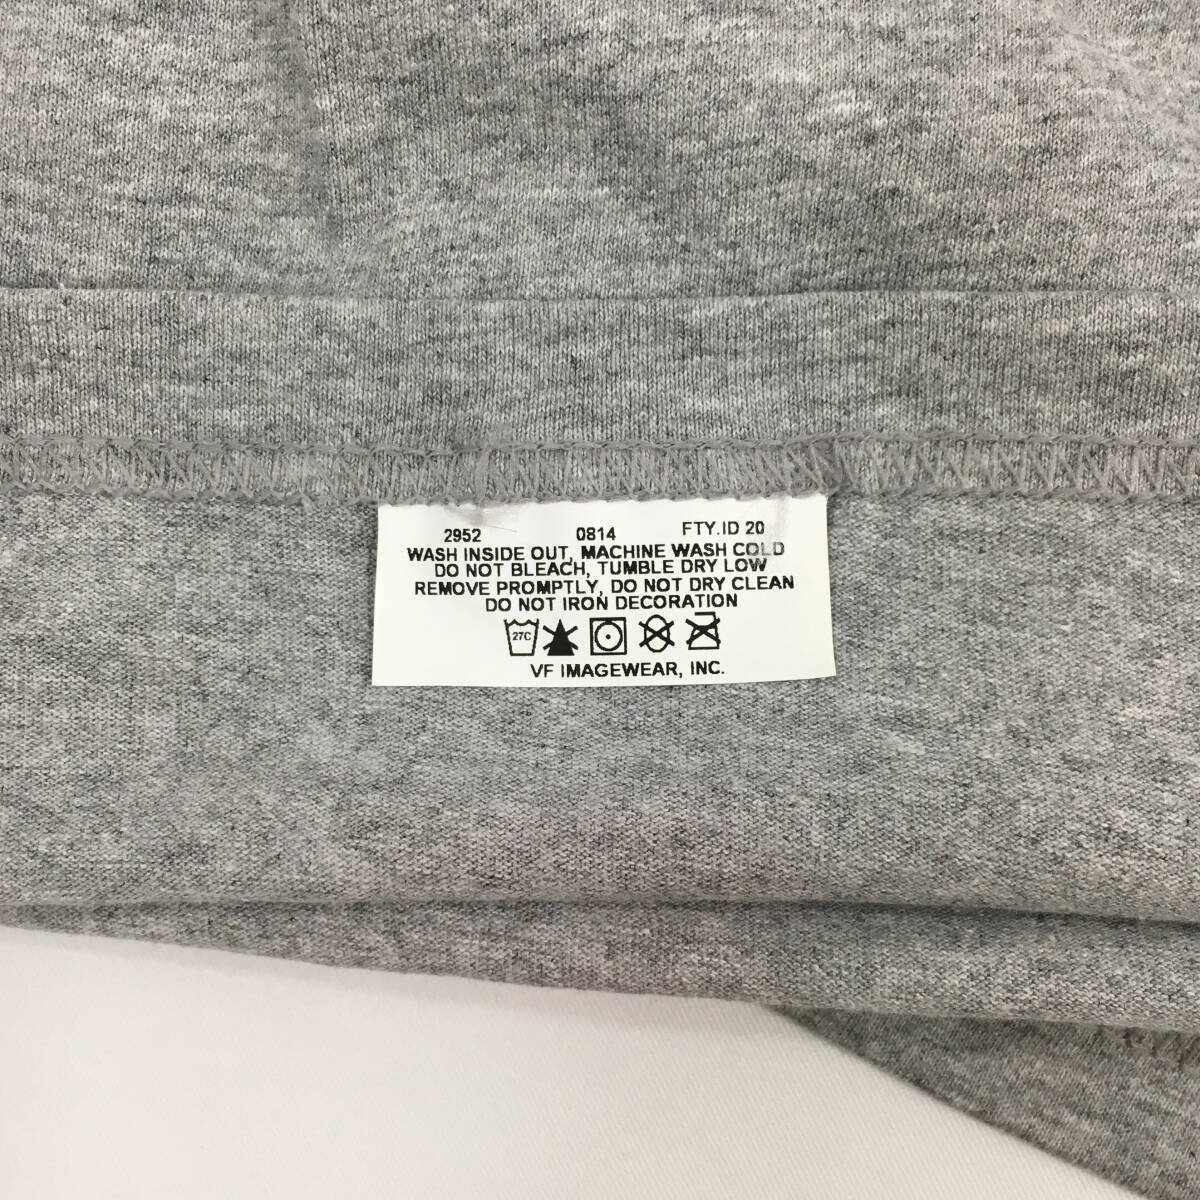 2952 0814 FTY.ID 20
WASH INSIDE OUT, MACHINE WASH COLD
DO NOT BLEACH, TUMBLE DRY LOW
REMOVE PROMPTLY, DO NOT DRY CLEAN
DO NOT IRON DECORATION
27C
VF IMAGEWEAR, INC.